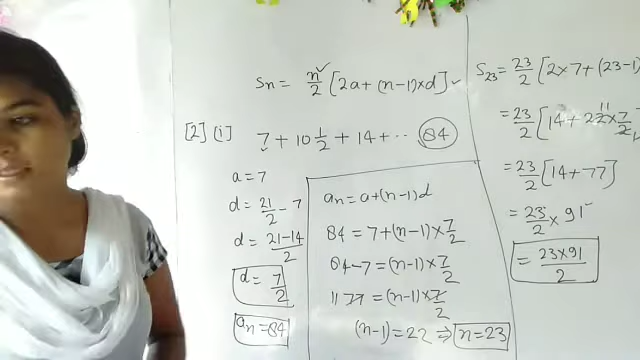 Sn = n/2 [2a+(n-1)×d]
[2] (i) 7 + 10 1/2 + 14 + ... 84
a = 7
d = 21/2 - 7
d = 21-14/2
d = 7/2
an = 84
an = a+(n-1)d
84 = 7+(n-1)×7/2
84-7 = (n-1)×7/2
11 77 = (n-1)×7/2
(n-1) = 22 ⇒ n = 23
S23 = 23/2 [2×7+(23-1)
= 23/2 [14+22 11×7/2
= 23/2 [14+77]
= 23/2 × 91
= 23×91/2